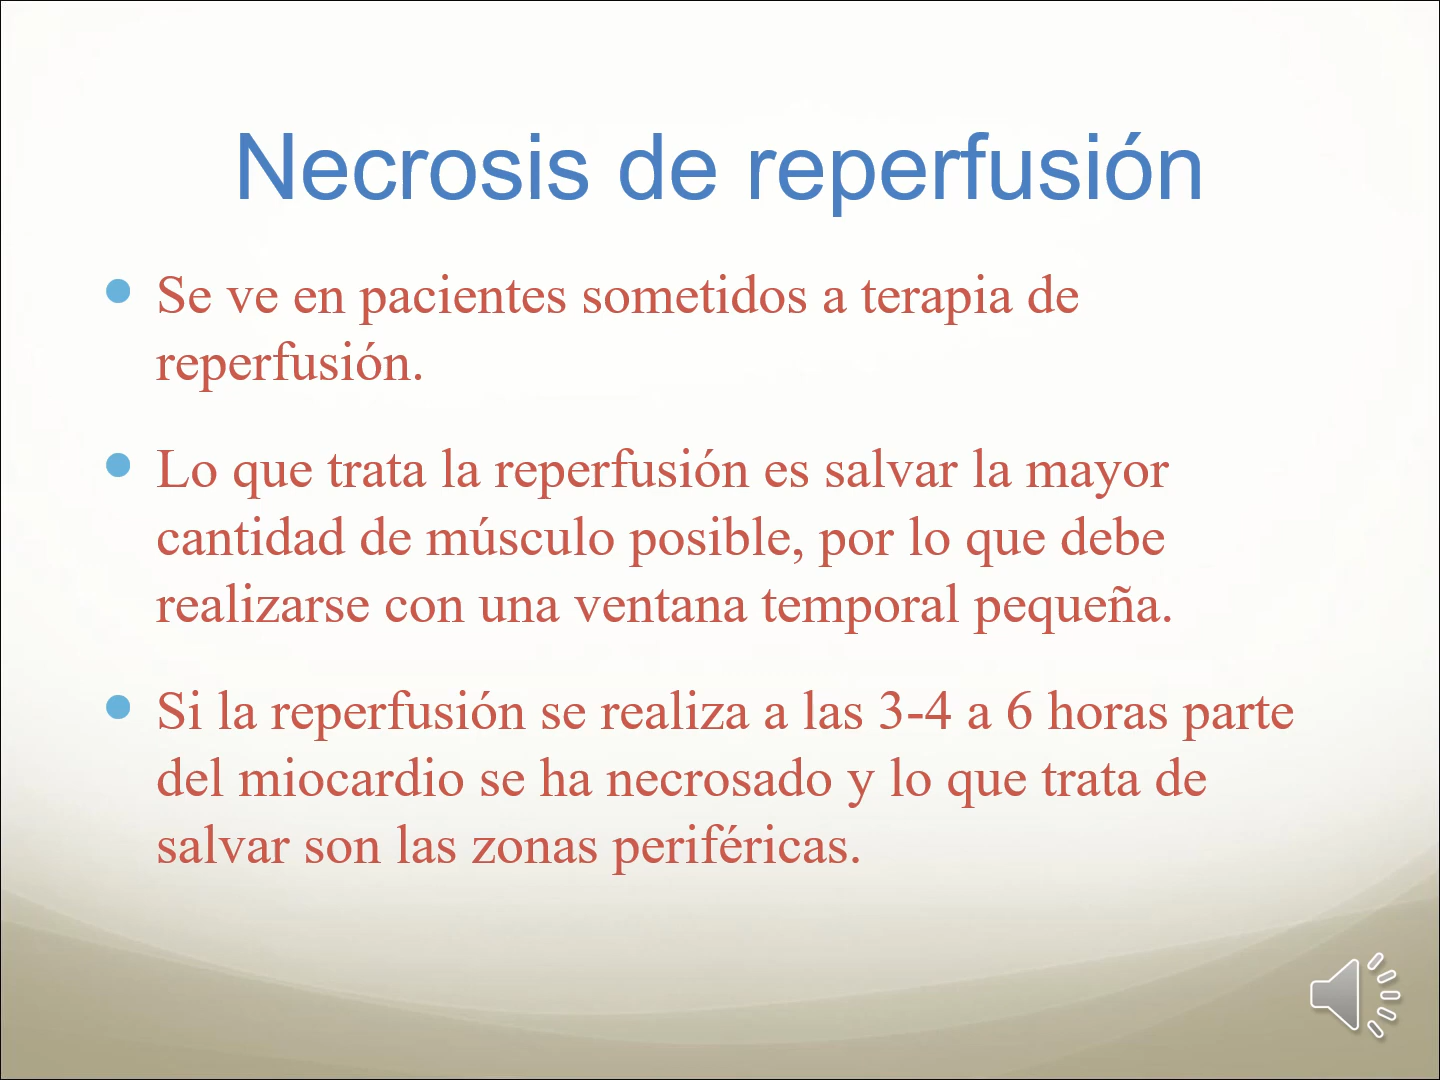 Necrosis de reperfusión
Se ve en pacientes sometidos a terapia de
reperfusión.
Lo que trata la reperfusión es salvar la mayor
cantidad de músculo posible, por lo que debe
realizarse con una ventana temporal pequeña.
Si la reperfusión se realiza a las 3-4 a 6 horas parte
del miocardio se ha necrosado y lo que trata de
salvar son las zonas periféricas.